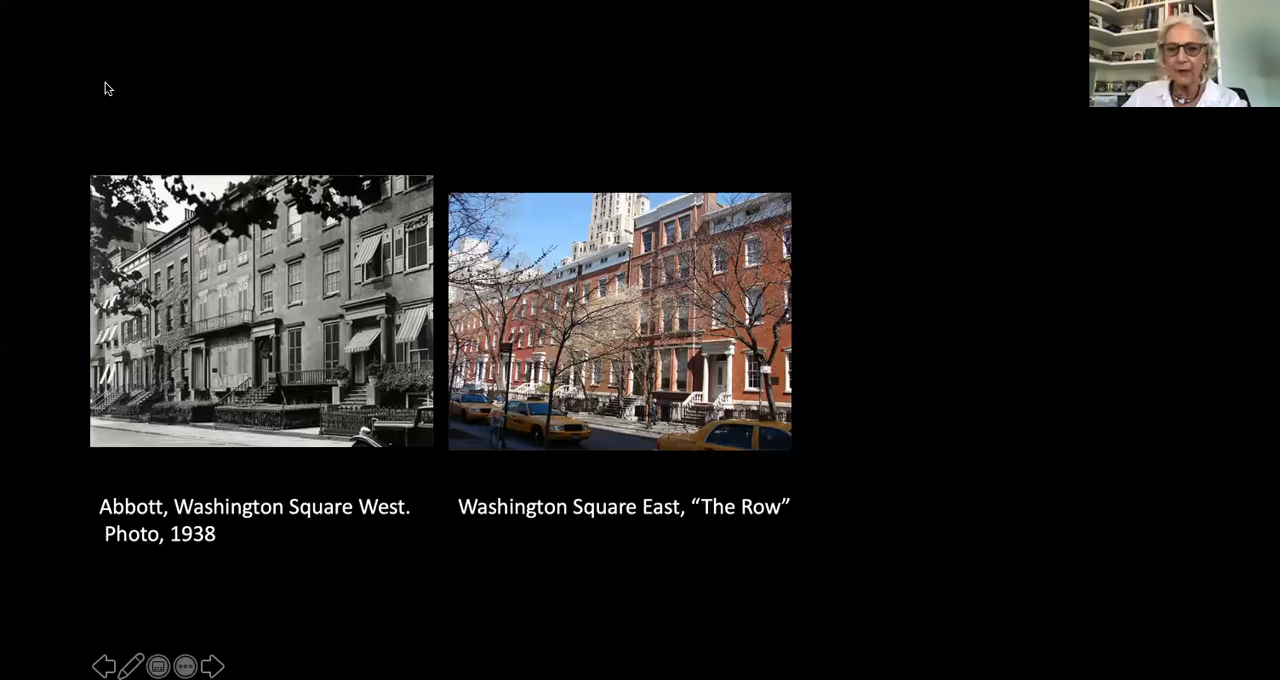 Abbott, Washington Square West.
Photo, 1938
Washington Square East, “The Row”